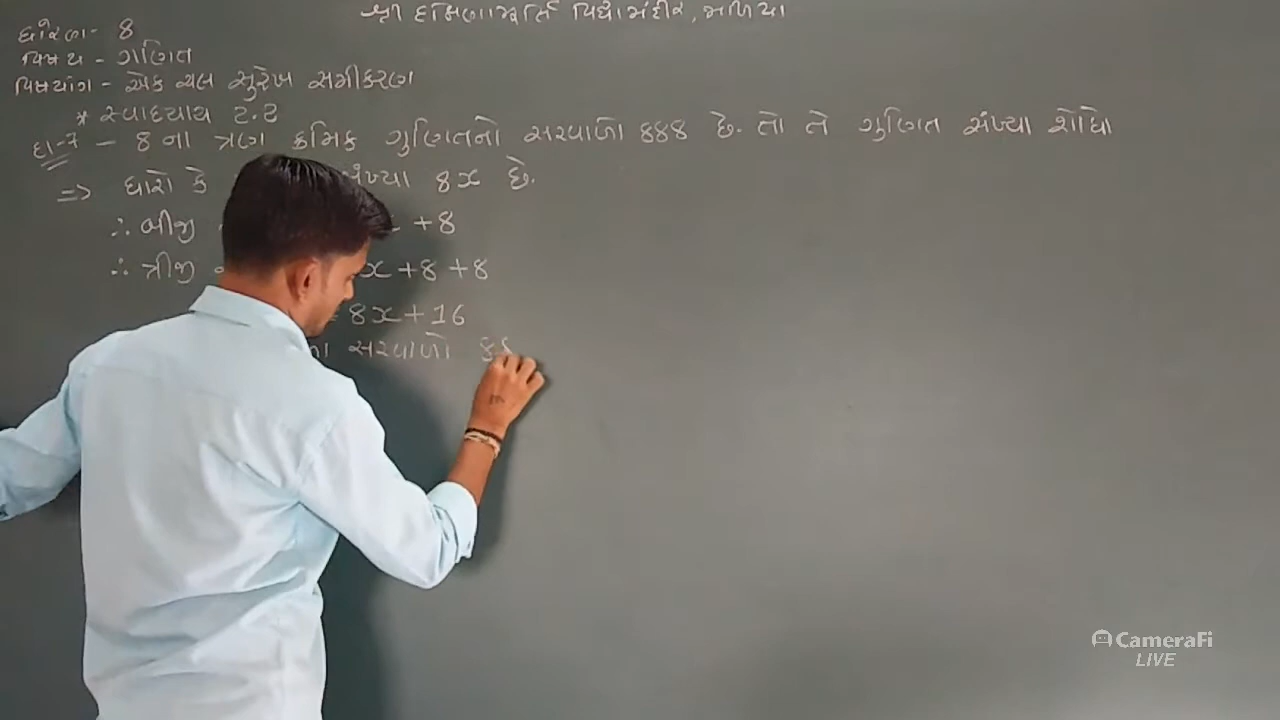 શ્રી દક્ષિણામૂર્તિ વિદ્યામંદિર, માળિયા
ધોરણ- 8
વિષય - ગણિત
વિષયાંગ - એક ચલ સુરેખ સમીકરણ
* સ્વાધ્યાય 2.2
દા-7 - 8 ના ત્રણ ક્રમિક ગુણિતનો સરવાળો 888 છે. તો તે ગુણિત સંખ્યા શોધો
=> ધારો કે સંખ્યા 8x છે.
∴ બીજી +8
∴ ત્રીજી x+8+8
8x+16
ના સરવાળો 88
CameraFi
LIVE